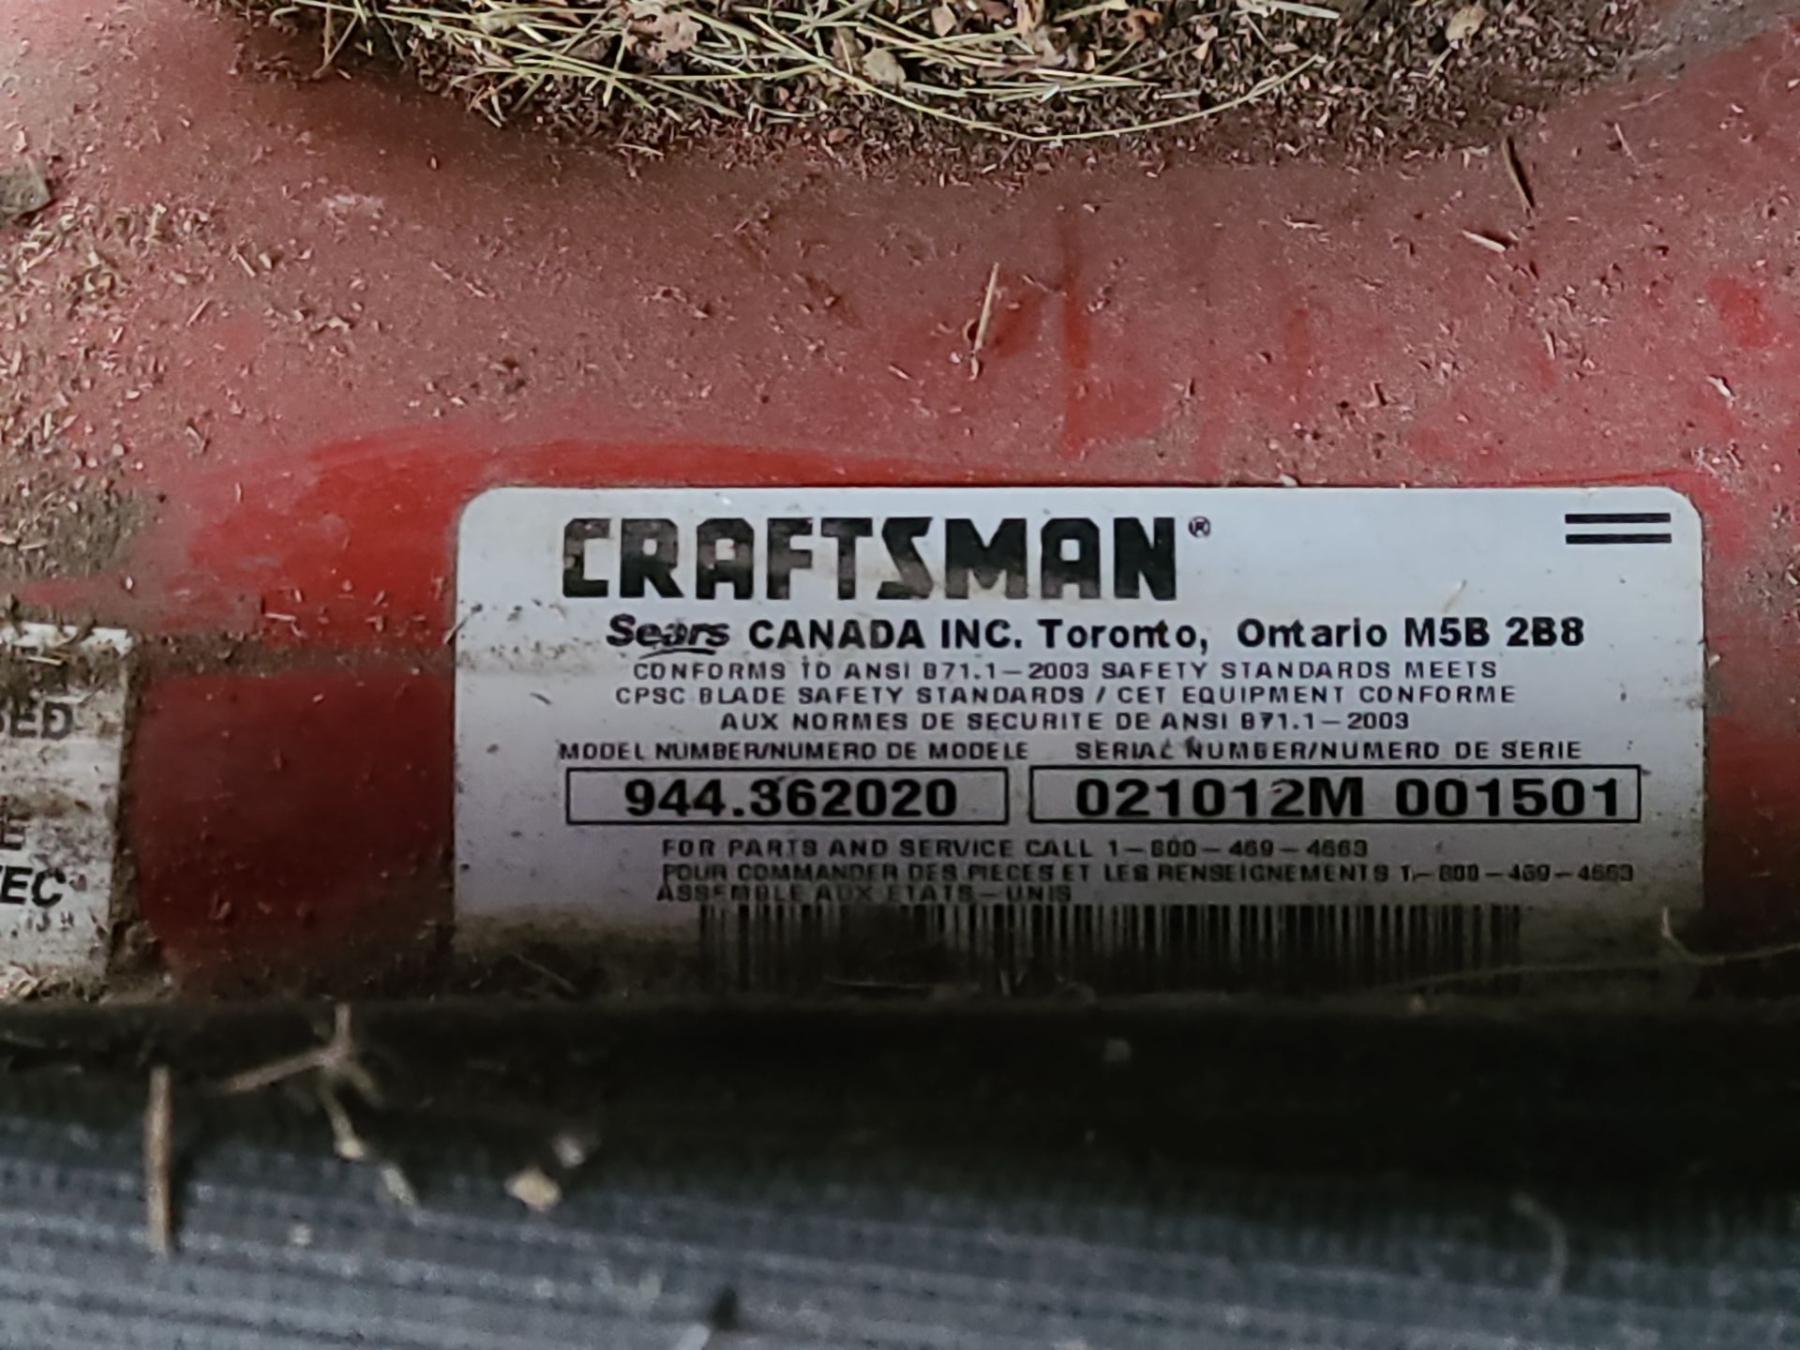 CRAFTSMAN®
Sears CANADA INC. Toronto, Ontario M5B 2B8
CONFORMS TO ANSI B71.1-2003 SAFETY STANDARDS MEETS
CPSC BLADE SAFETY STANDARDS / CET EQUIPMENT CONFORME
AUX NORMES DE SECURITE DE ANSI B71.1-2003
MODEL NUMBER/NUMERO DE MODELE SERIAL NUMBER/NUMERO DE SERIE
944.362020 021012M 001501
FOR PARTS AND SERVICE CALL 1-800-469-4663
POUR COMMANDER DES PIECES ET LES RENSEIGNEMENTS 1-800-469-4663
ASSEMBLE AUX ETATS-UNIS